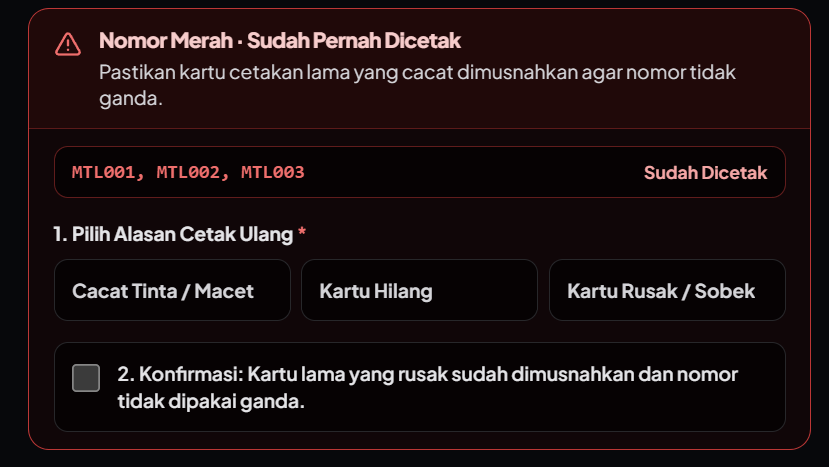 Nomor Merah · Sudah Pernah Dicetak
Pastikan kartu cetakan lama yang cacat dimusnahkan agar nomor tidak
ganda.
MTL001, MTL002, MTL003 Sudah Dicetak
1. Pilih Alasan Cetak Ulang *
Cacat Tinta / Macet Kartu Hilang Kartu Rusak / Sobek
2. Konfirmasi: Kartu lama yang rusak sudah dimusnahkan dan nomor
tidak dipakai ganda.